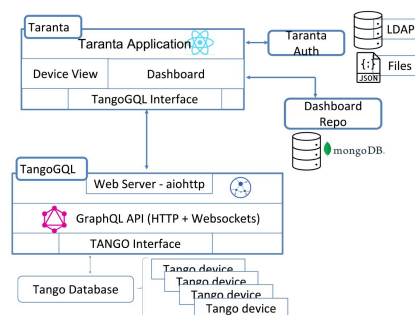 Taranta
Taranta Application
Taranta
Auth
LDAP
{;}
JSON
Files
Device View
Dashboard
TangoGQL Interface
Dashboard
Repo
mongoDB.
TangoGQL
Web Server - aiohttp
GraphQL API (HTTP + Websockets)
TANGO Interface
Tango Database
Tango device
Tango device
Tango device
Tango device